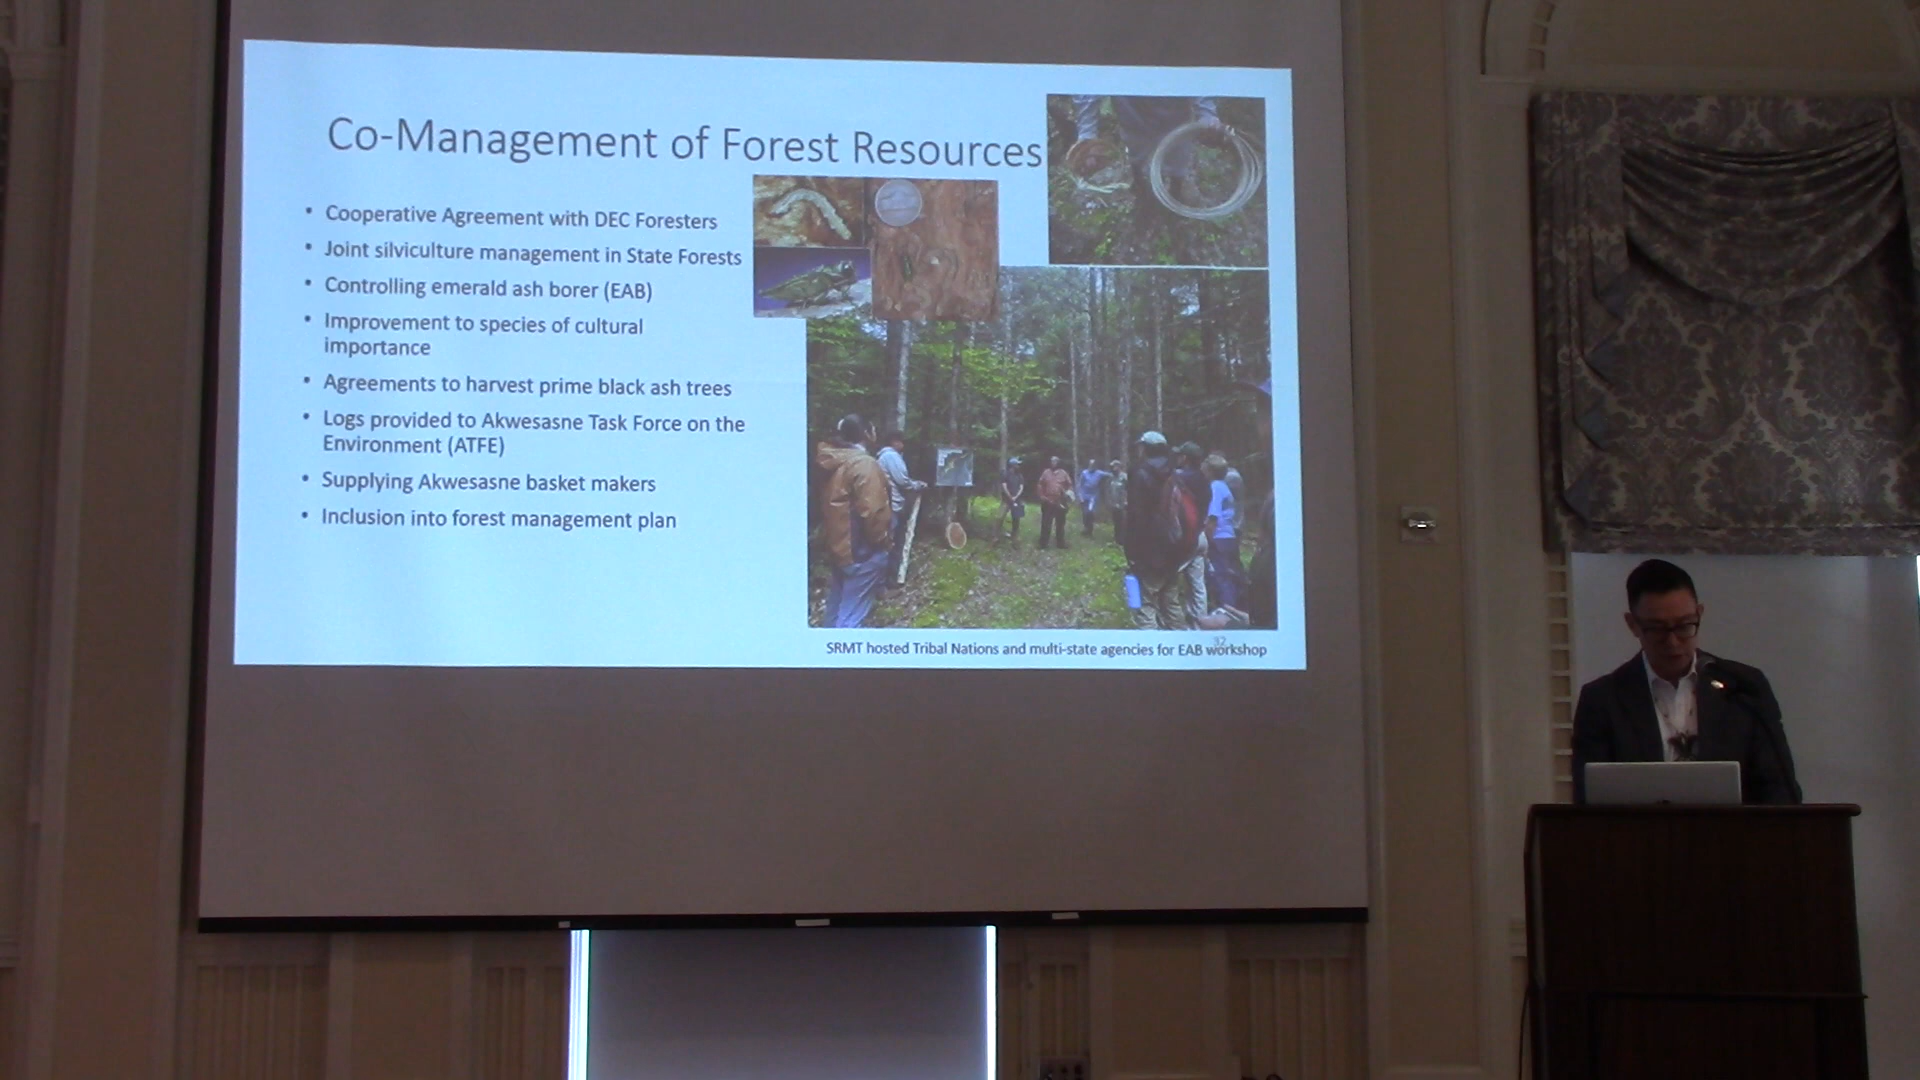 Co-Management of Forest Resources
• Cooperative Agreement with DEC Foresters
• Joint silviculture management in State Forests
• Controlling emerald ash borer (EAB)
• Improvement to species of cultural
importance
• Agreements to harvest prime black ash trees
• Logs provided to Akwesasne Task Force on the
Environment (ATFE)
• Supplying Akwesasne basket makers
• Inclusion into forest management plan
37
SRMT hosted Tribal Nations and multi-state agencies for EAB workshop